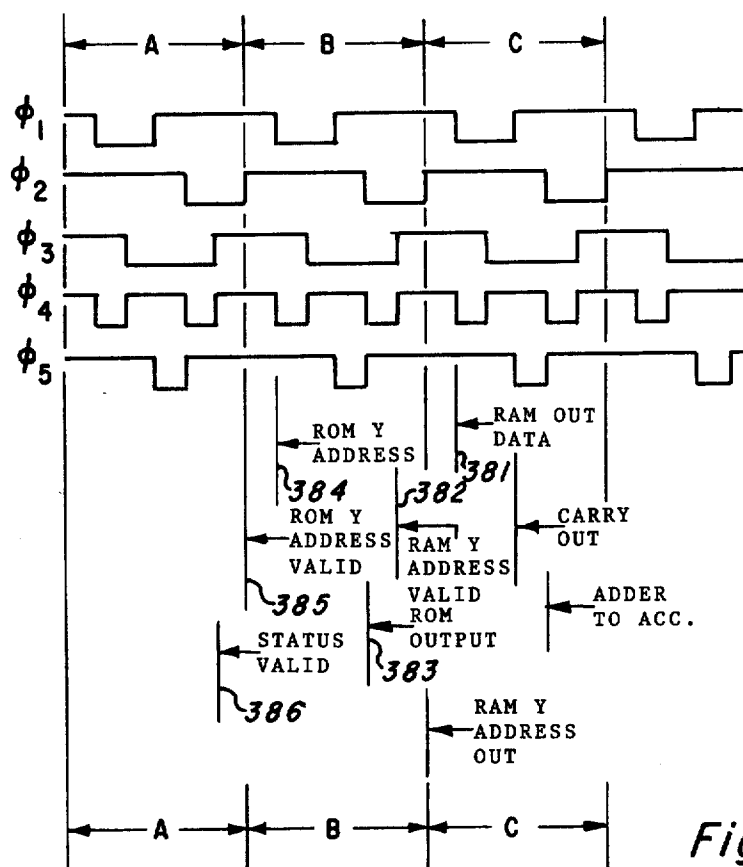 A B C
ϕ1
ϕ2
ϕ3
ϕ4
ϕ5
ROM Y
ADDRESS
384
RAM OUT
DATA
381
382
ROM Y
ADDRESS
VALID
385
RAM Y
ADDRESS
VALID
CARRY
OUT
STATUS
VALID
386
ROM
OUTPUT
383
ADDER
TO ACC.
RAM Y
ADDRESS
OUT
A B C
Fig